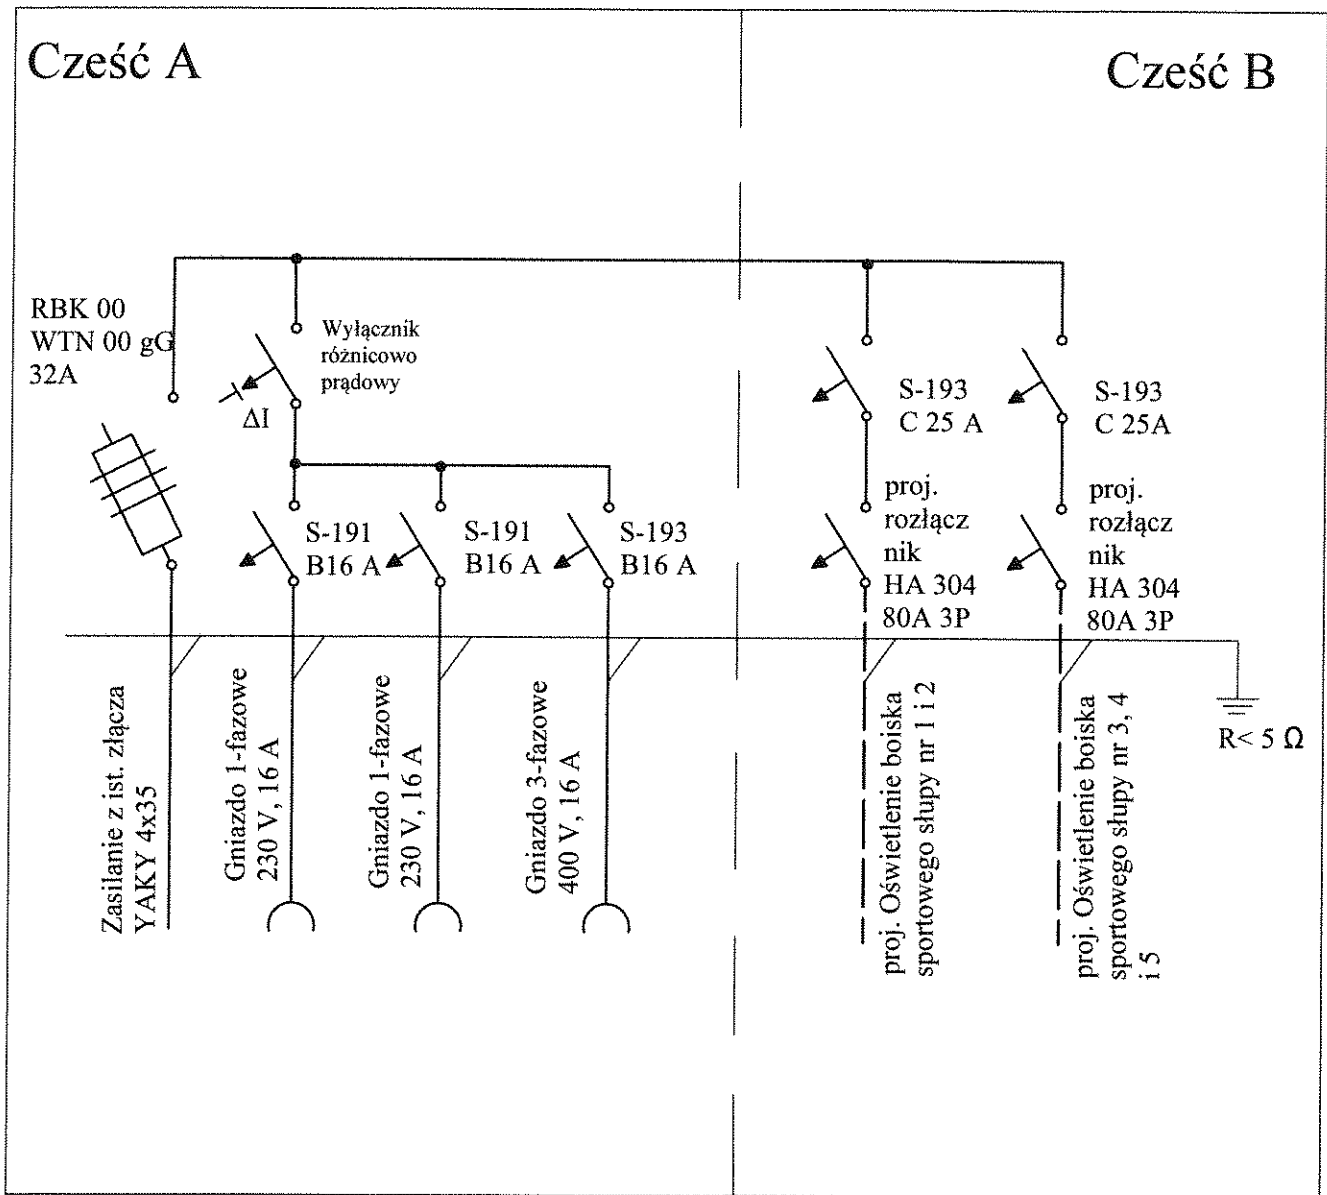 Cześć A
Cześć B
RBK 00
WTN 00 gG
32A
Wyłącznik
różnicowo
prądowy
ΔI
S-191
B16 A
S-191
B16 A
S-193
B16 A
S-193
C 25 A
S-193
C 25A
proj.
rozłącz
nik
HA 304
80A 3P
proj.
rozłącz
nik
HA 304
80A 3P
Zasilanie z ist. złącza
YAKY 4x35
Gniazdo 1-fazowe
230 V, 16 A
Gniazdo 1-fazowe
230 V, 16 A
Gniazdo 3-fazowe
400 V, 16 A
proj. Oświetlenie boiska
sportowego słupy nr 1 i 2
proj. Oświetlenie boiska
sportowego słupy nr 3, 4
i 5
R< 5 Ω